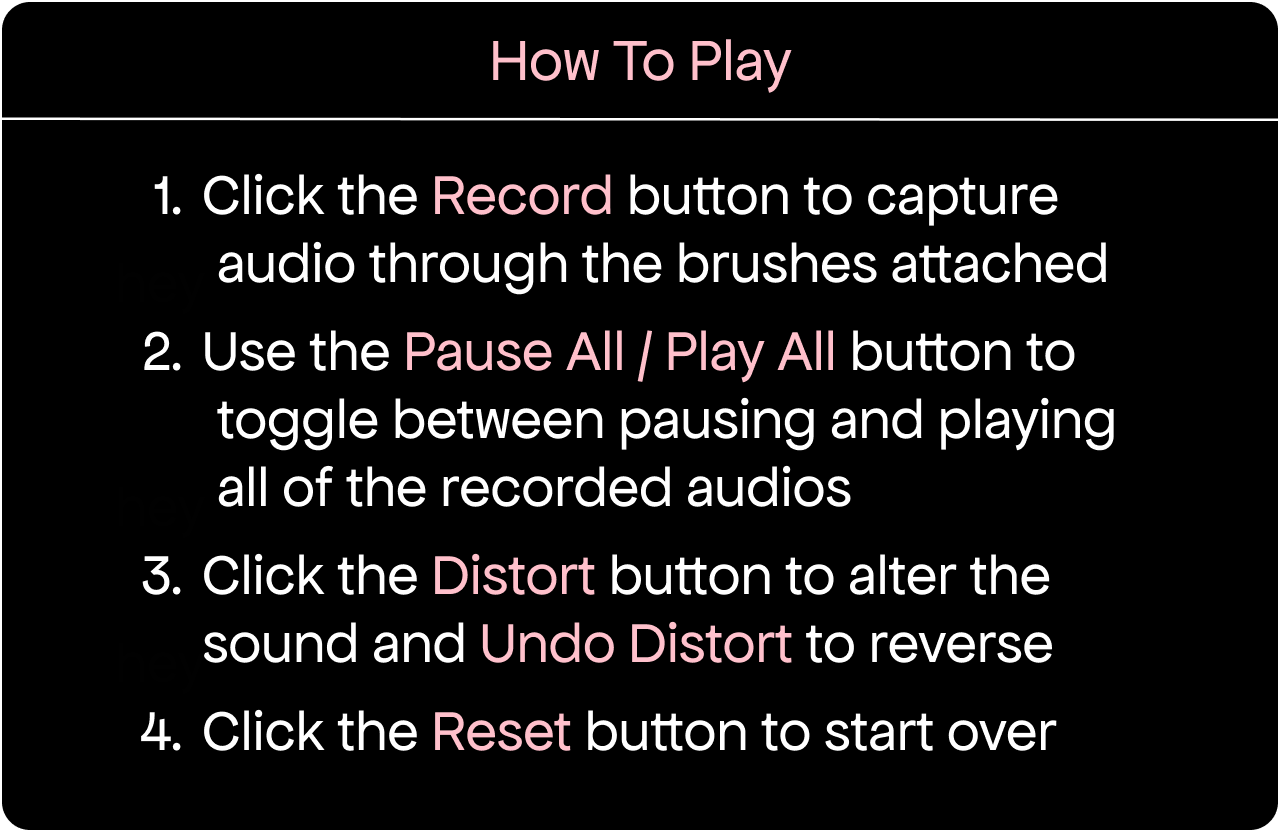 How To Play
1. Click the Record button to capture
audio through the brushes attached
2. Use the Pause All / Play All button to
toggle between pausing and playing
all of the recorded audios
3. Click the Distort button to alter the
sound and Undo Distort to reverse
4. Click the Reset button to start over